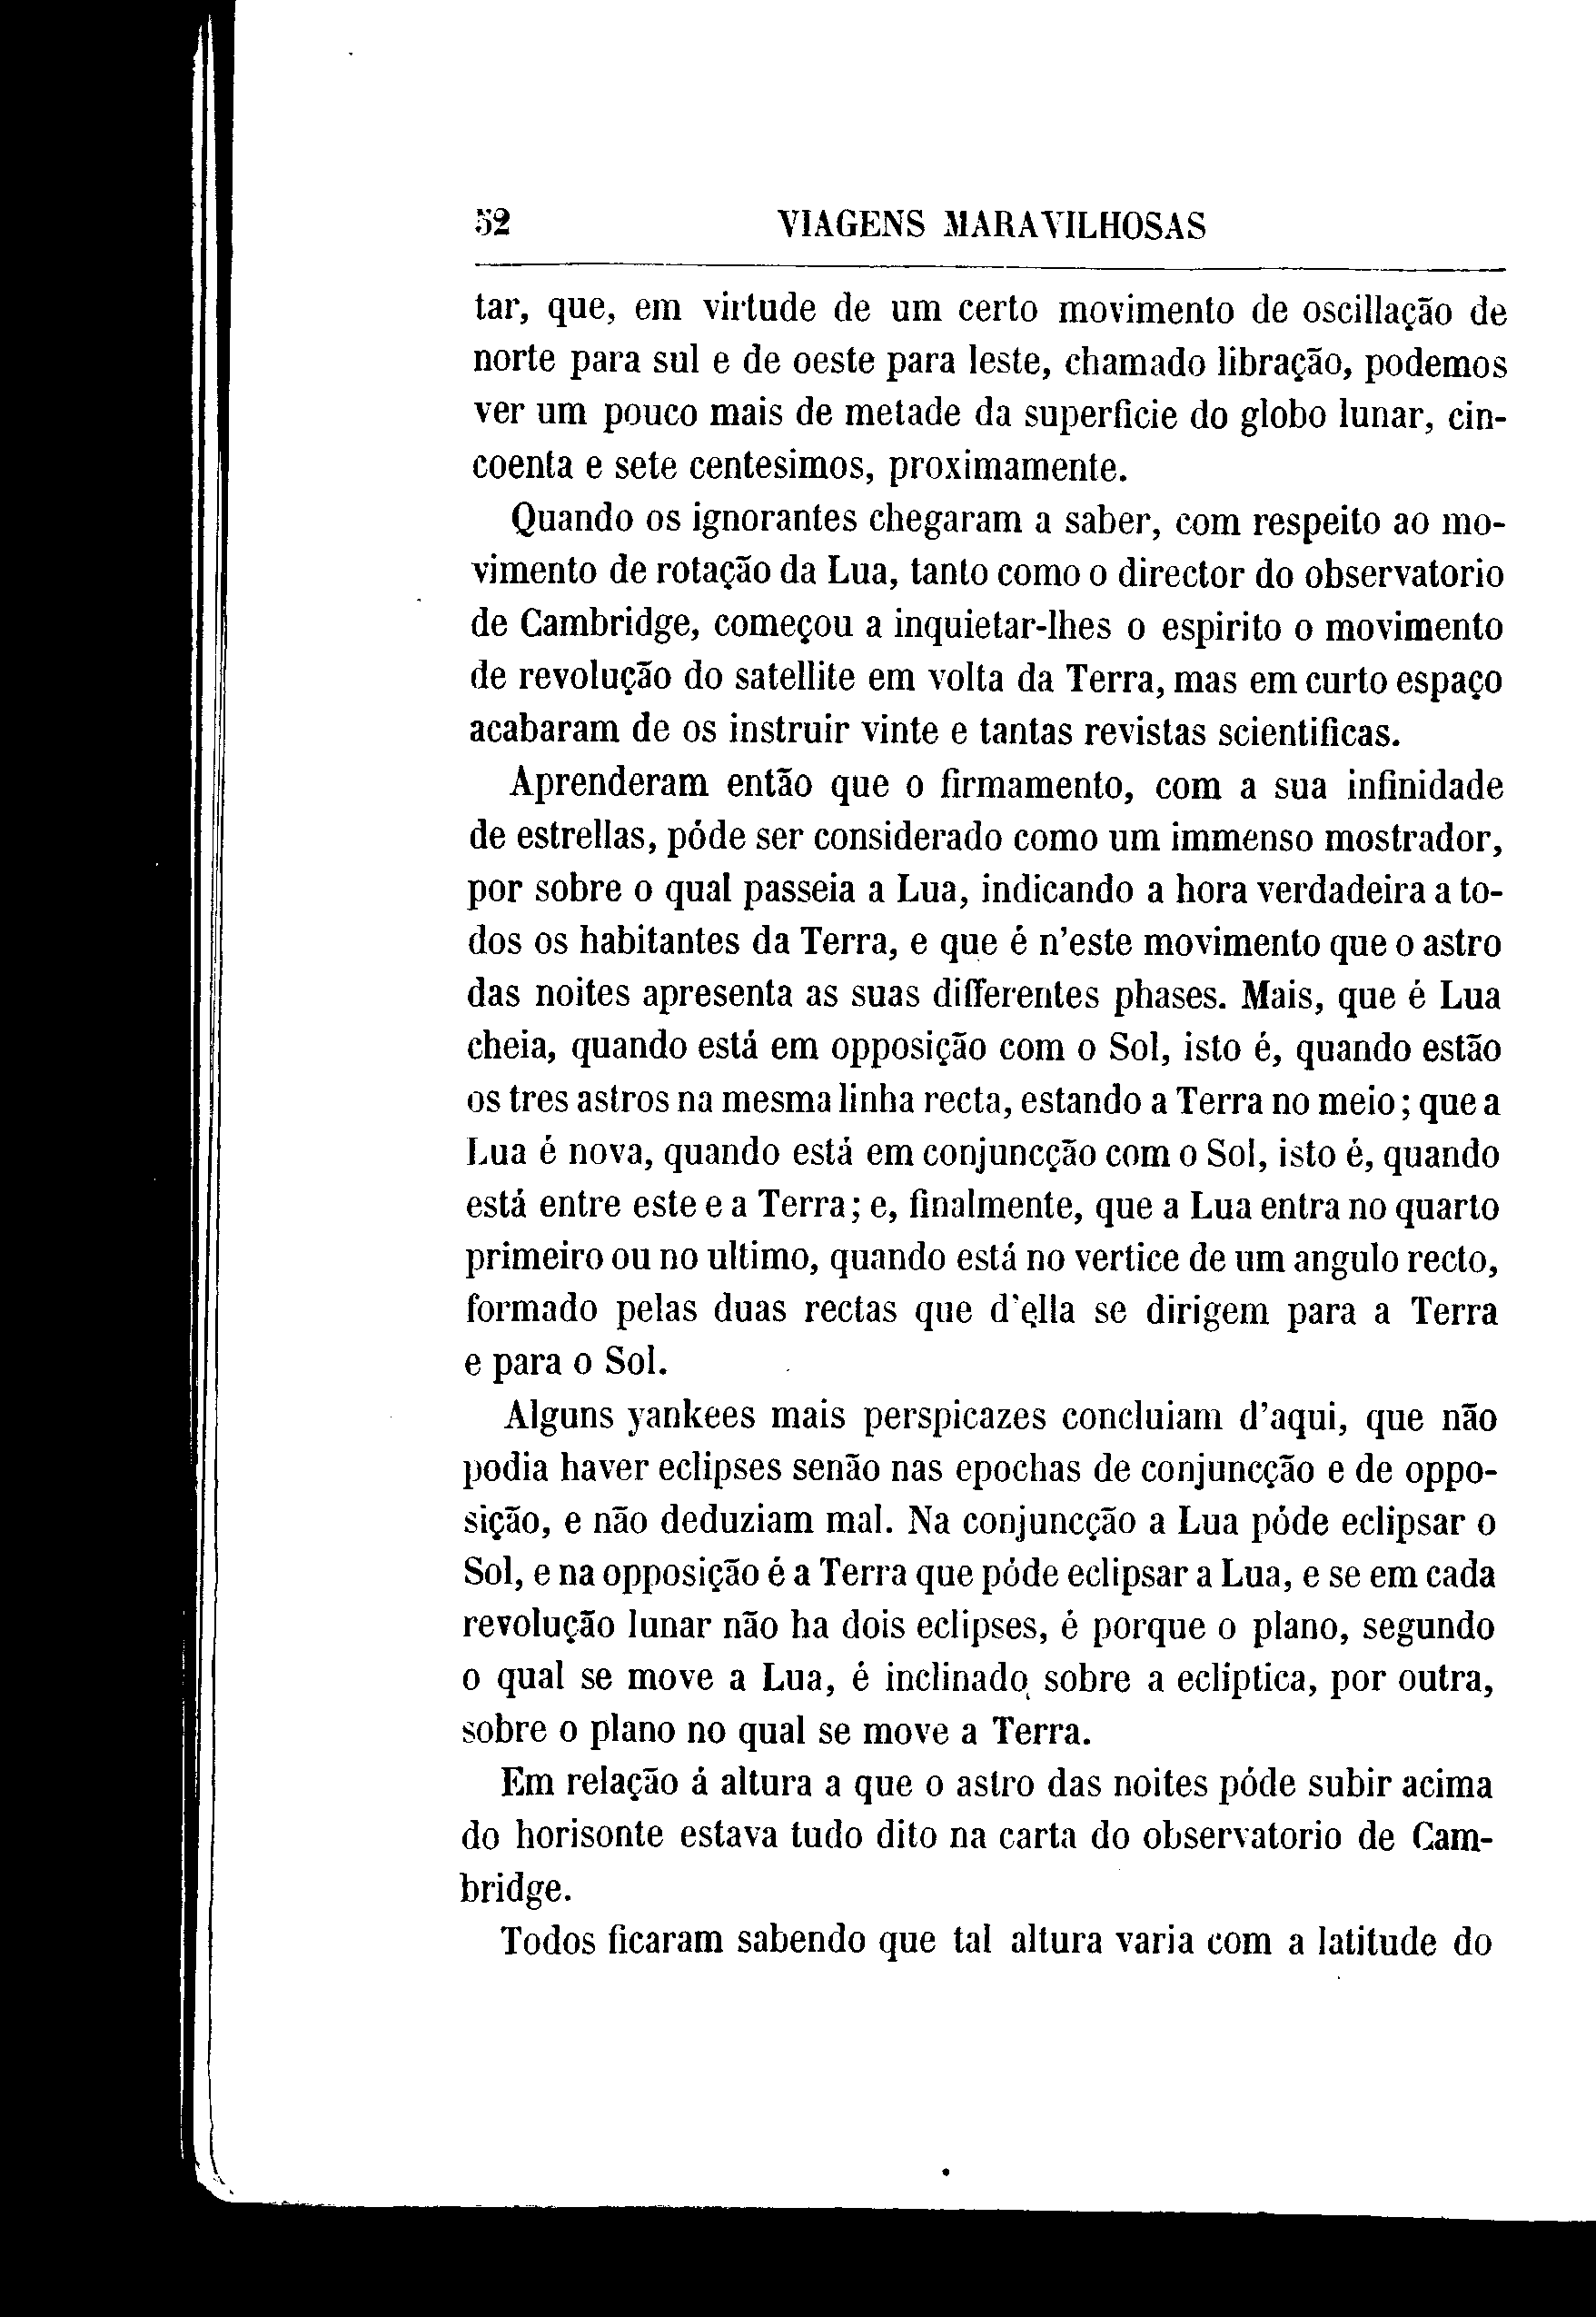 52 VIAGENS MARAVILHOSAS
tar, que, em virtude de um certo movimento de oscillação de
norte para sul e de oeste para leste, chamado libração, podemos
ver um pouco mais de metade da superficie do globo lunar, cin-
coenta e sete centesimos, proximamente.
Quando os ignorantes chegaram a saber, com respeito ao mo-
vimento de rotação da Lua, tanto como o director do observatorio
de Cambridge, começou a inquietar-lhes o espirito o movimento
de revolução do satellite em volta da Terra, mas em curto espaço
acabaram de os instruir vinte e tantas revistas scientificas.
Aprenderam então que o firmamento, com a sua infinidade
de estrellas, póde ser considerado como um immenso mostrador,
por sobre o qual passeia a Lua, indicando a hora verdadeira a to-
dos os habitantes da Terra, e que é n'este movimento que o astro
das noites apresenta as suas differentes phases. Mais, que é Lua
cheia, quando está em opposição com o Sol, isto é, quando estão
os tres astros na mesma linha recta, estando a Terra no meio; que a
Lua é nova, quando está em conjuncção com o Sol, isto é, quando
está entre este e a Terra; e, finalmente, que a Lua entra no quarto
primeiro ou no ultimo, quando está no vertice de um angulo recto,
formado pelas duas rectas que d'ella se dirigem para a Terra
e para o Sol.
Alguns yankees mais perspicazes concluiam d'aqui, que não
podia haver eclipses senão nas epochas de conjuncção e de oppo-
sição, e não deduziam mal. Na conjuncção a Lua póde eclipsar o
Sol, e na opposição é a Terra que póde eclipsar a Lua, e se em cada
revolução lunar não ha dois eclipses, é porque o plano, segundo
o qual se move a Lua, é inclinado sobre a ecliptica, por outra,
sobre o plano no qual se move a Terra.
Em relação á altura a que o astro das noites póde subir acima
do horisonte estava tudo dito na carta do observatorio de Cam-
bridge.
Todos ficaram sabendo que tal altura varia com a latitude do